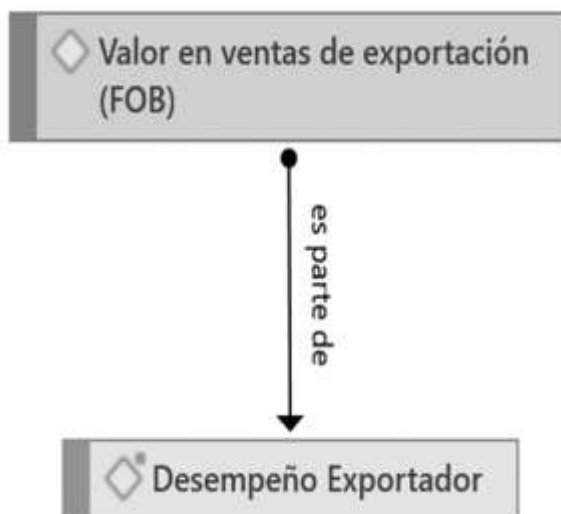 Valor en ventas de exportación
(FOB)
es parte de
Desempeño Exportador